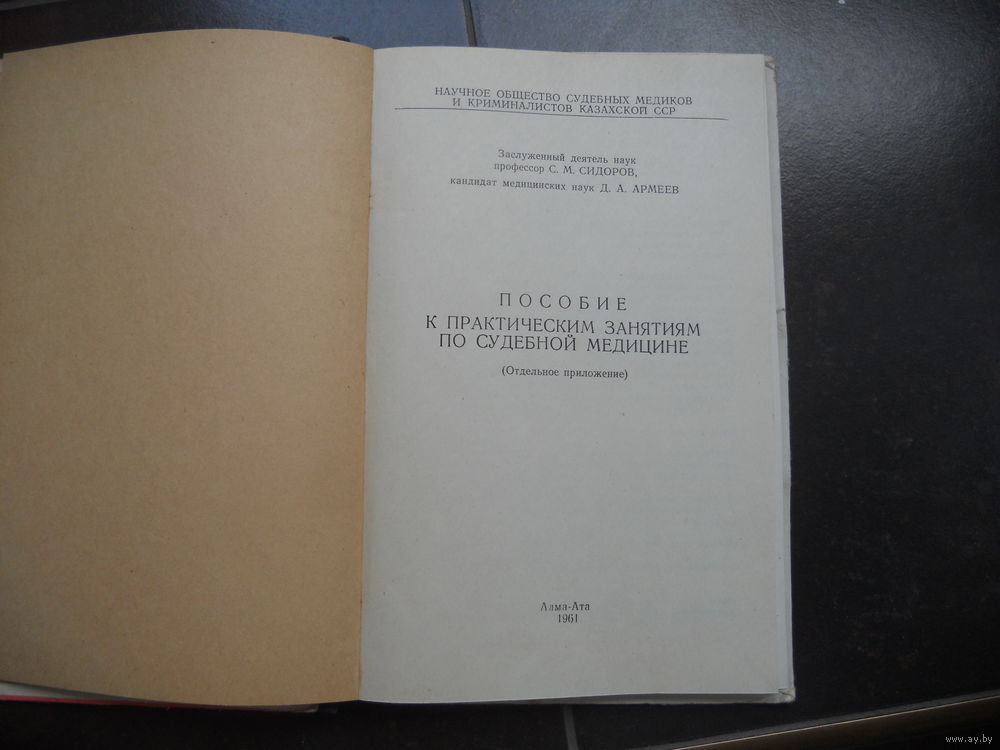 НАУЧНОЕ ОБЩЕСТВО СУДЕБНЫХ МЕДИКОВ
И КРИМИНАЛИСТОВ КАЗАХСКОЙ ССР
Заслуженный деятель наук
профессор С. М. СИДОРОВ,
кандидат медицинских наук Д. А. АРМЕЕВ
ПОСОБИЕ
К ПРАКТИЧЕСКИМ ЗАНЯТИЯМ
ПО СУДЕБНОЙ МЕДИЦИНЕ
(Отдельное приложение)
Алма-Ата
1961
www.ay.by